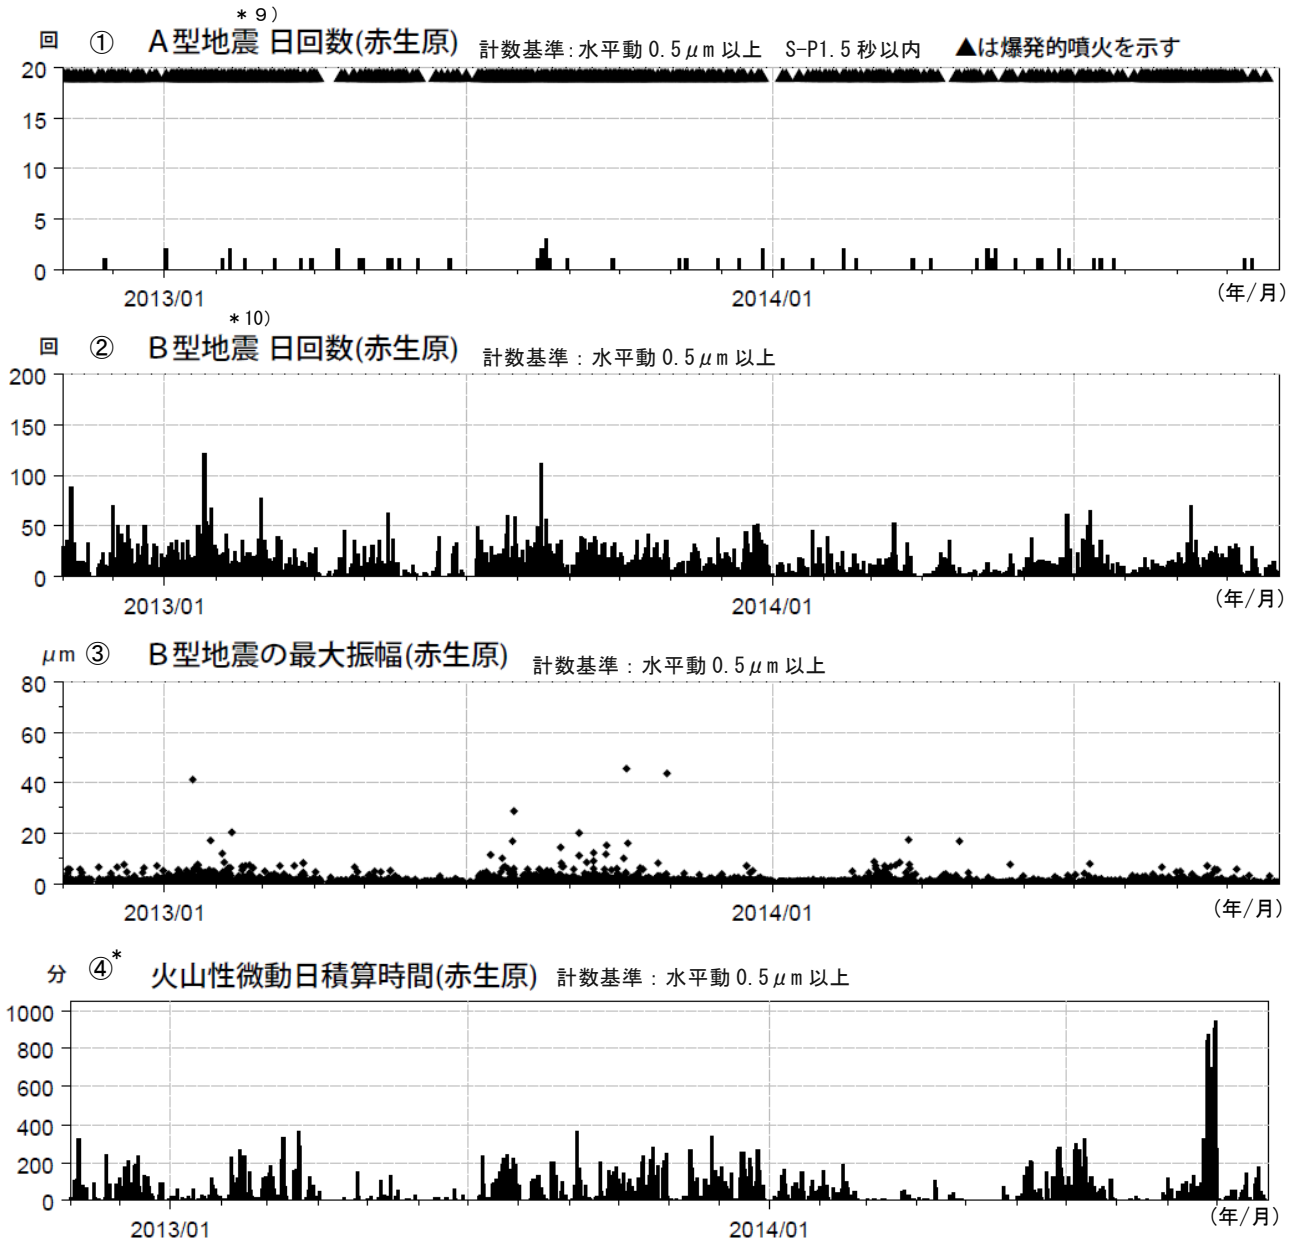 ＊９）
回 ① Ａ型地震 日回数(赤生原) 計数基準：水平動 0.5μm 以上 S-P1.5 秒以内 ▲は爆発的噴火を示す
20
15
10
5
0
2013/01 2014/01 (年/月)
＊10）
回 ② Ｂ型地震 日回数(赤生原) 計数基準：水平動 0.5μm 以上
200
150
100
50
0
2013/01 2014/01 (年/月)
μm ③ Ｂ型地震の最大振幅(赤生原) 計数基準：水平動 0.5μm 以上
80
60
40
20
0
2013/01 2014/01 (年/月)
分 ④* 火山性微動日積算時間(赤生原) 計数基準：水平動 0.5μm 以上
1000
800
600
400
200
0
2013/01 2014/01 (年/月)